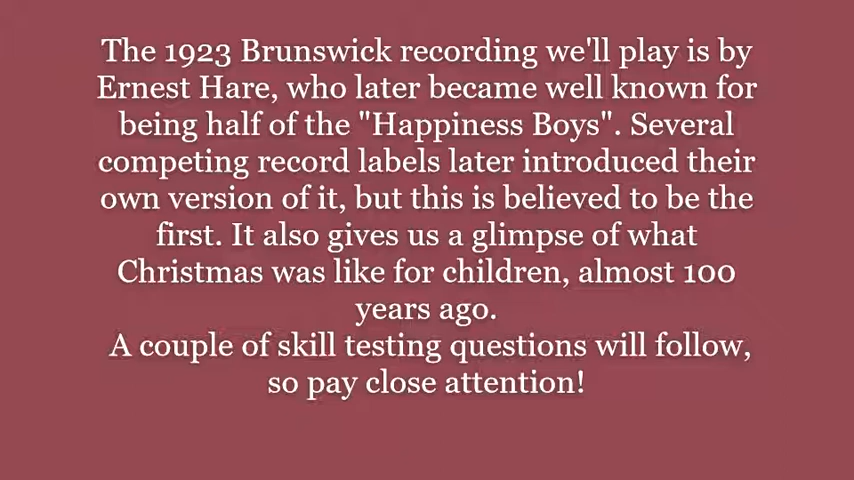 The 1923 Brunswick recording we'll play is by
Ernest Hare, who later became well known for
being half of the "Happiness Boys". Several
competing record labels later introduced their
own version of it, but this is believed to be the
first. It also gives us a glimpse of what
Christmas was like for children, almost 100
years ago.
A couple of skill testing questions will follow,
so pay close attention!